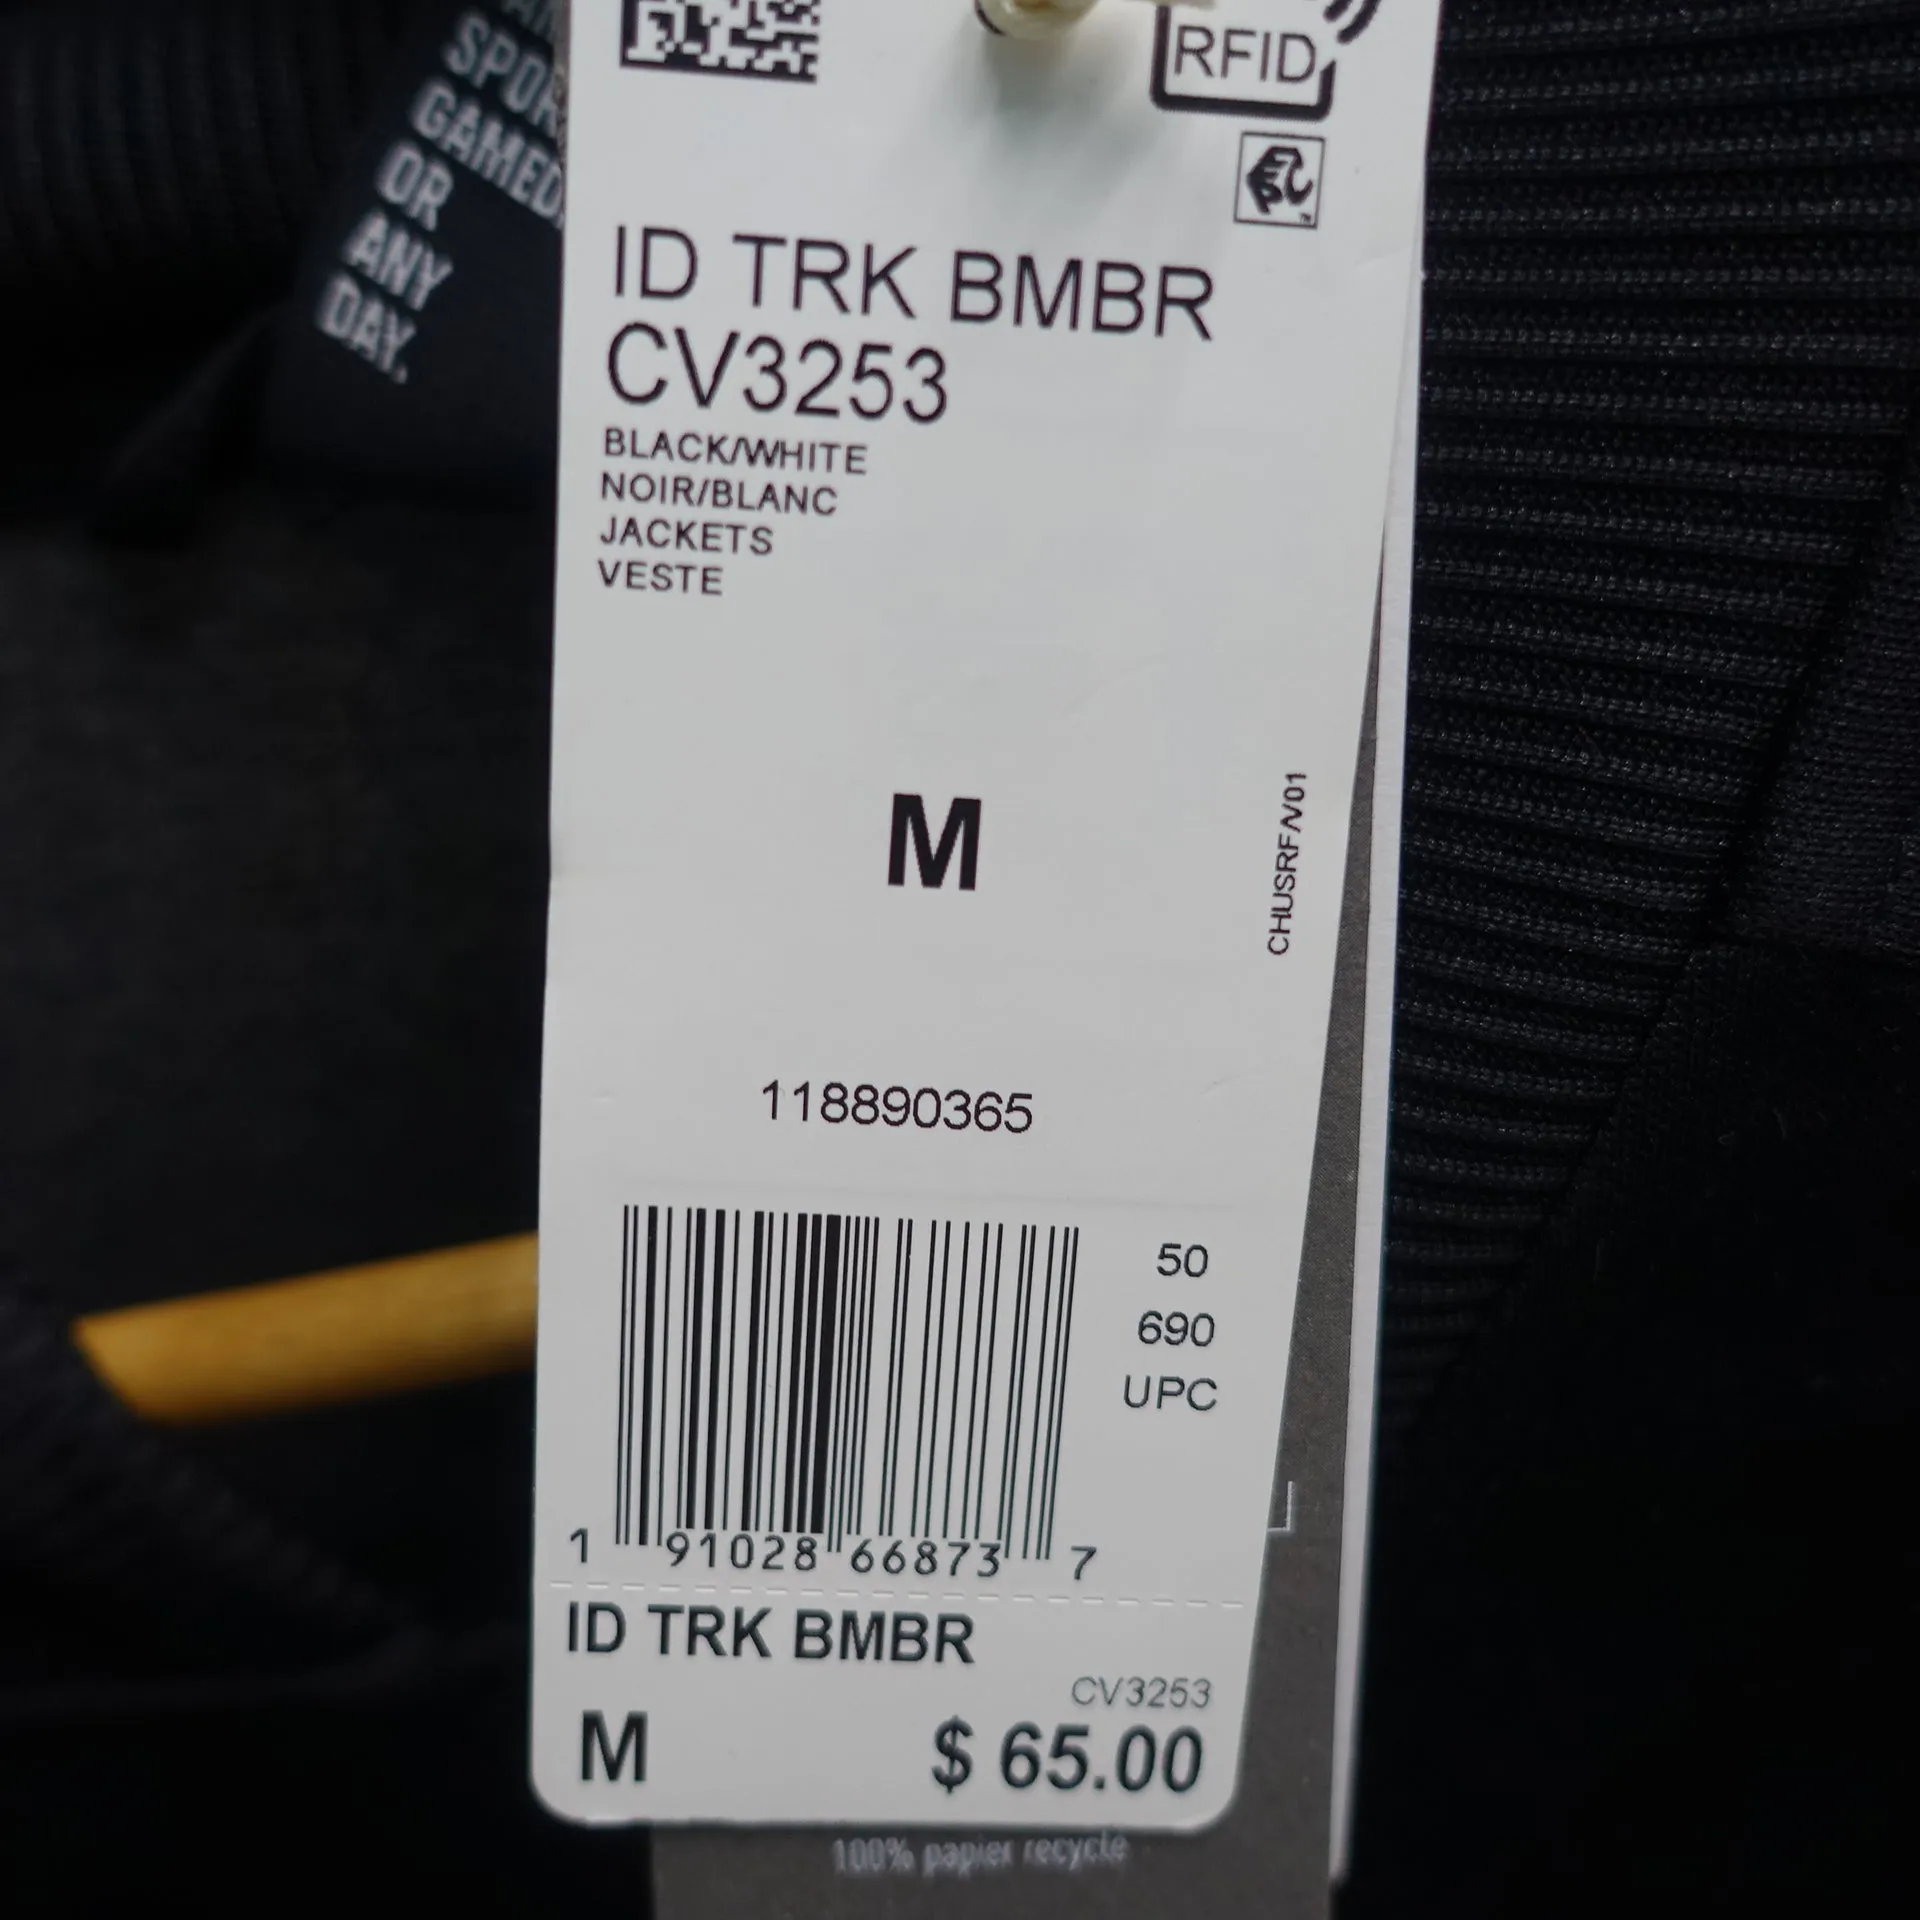 SPOR
GAMED
OR
ANY
DAY.
RFID
ID TRK BMBR
CV3253
BLACK/WHITE
NOIR/BLANC
JACKETS
VESTE
M
CHUSRFA/V01
118890365
50
690
UPC
1 91028 66873 7
ID TRK BMBR
CV3253
M $ 65.00
100% papier recycle